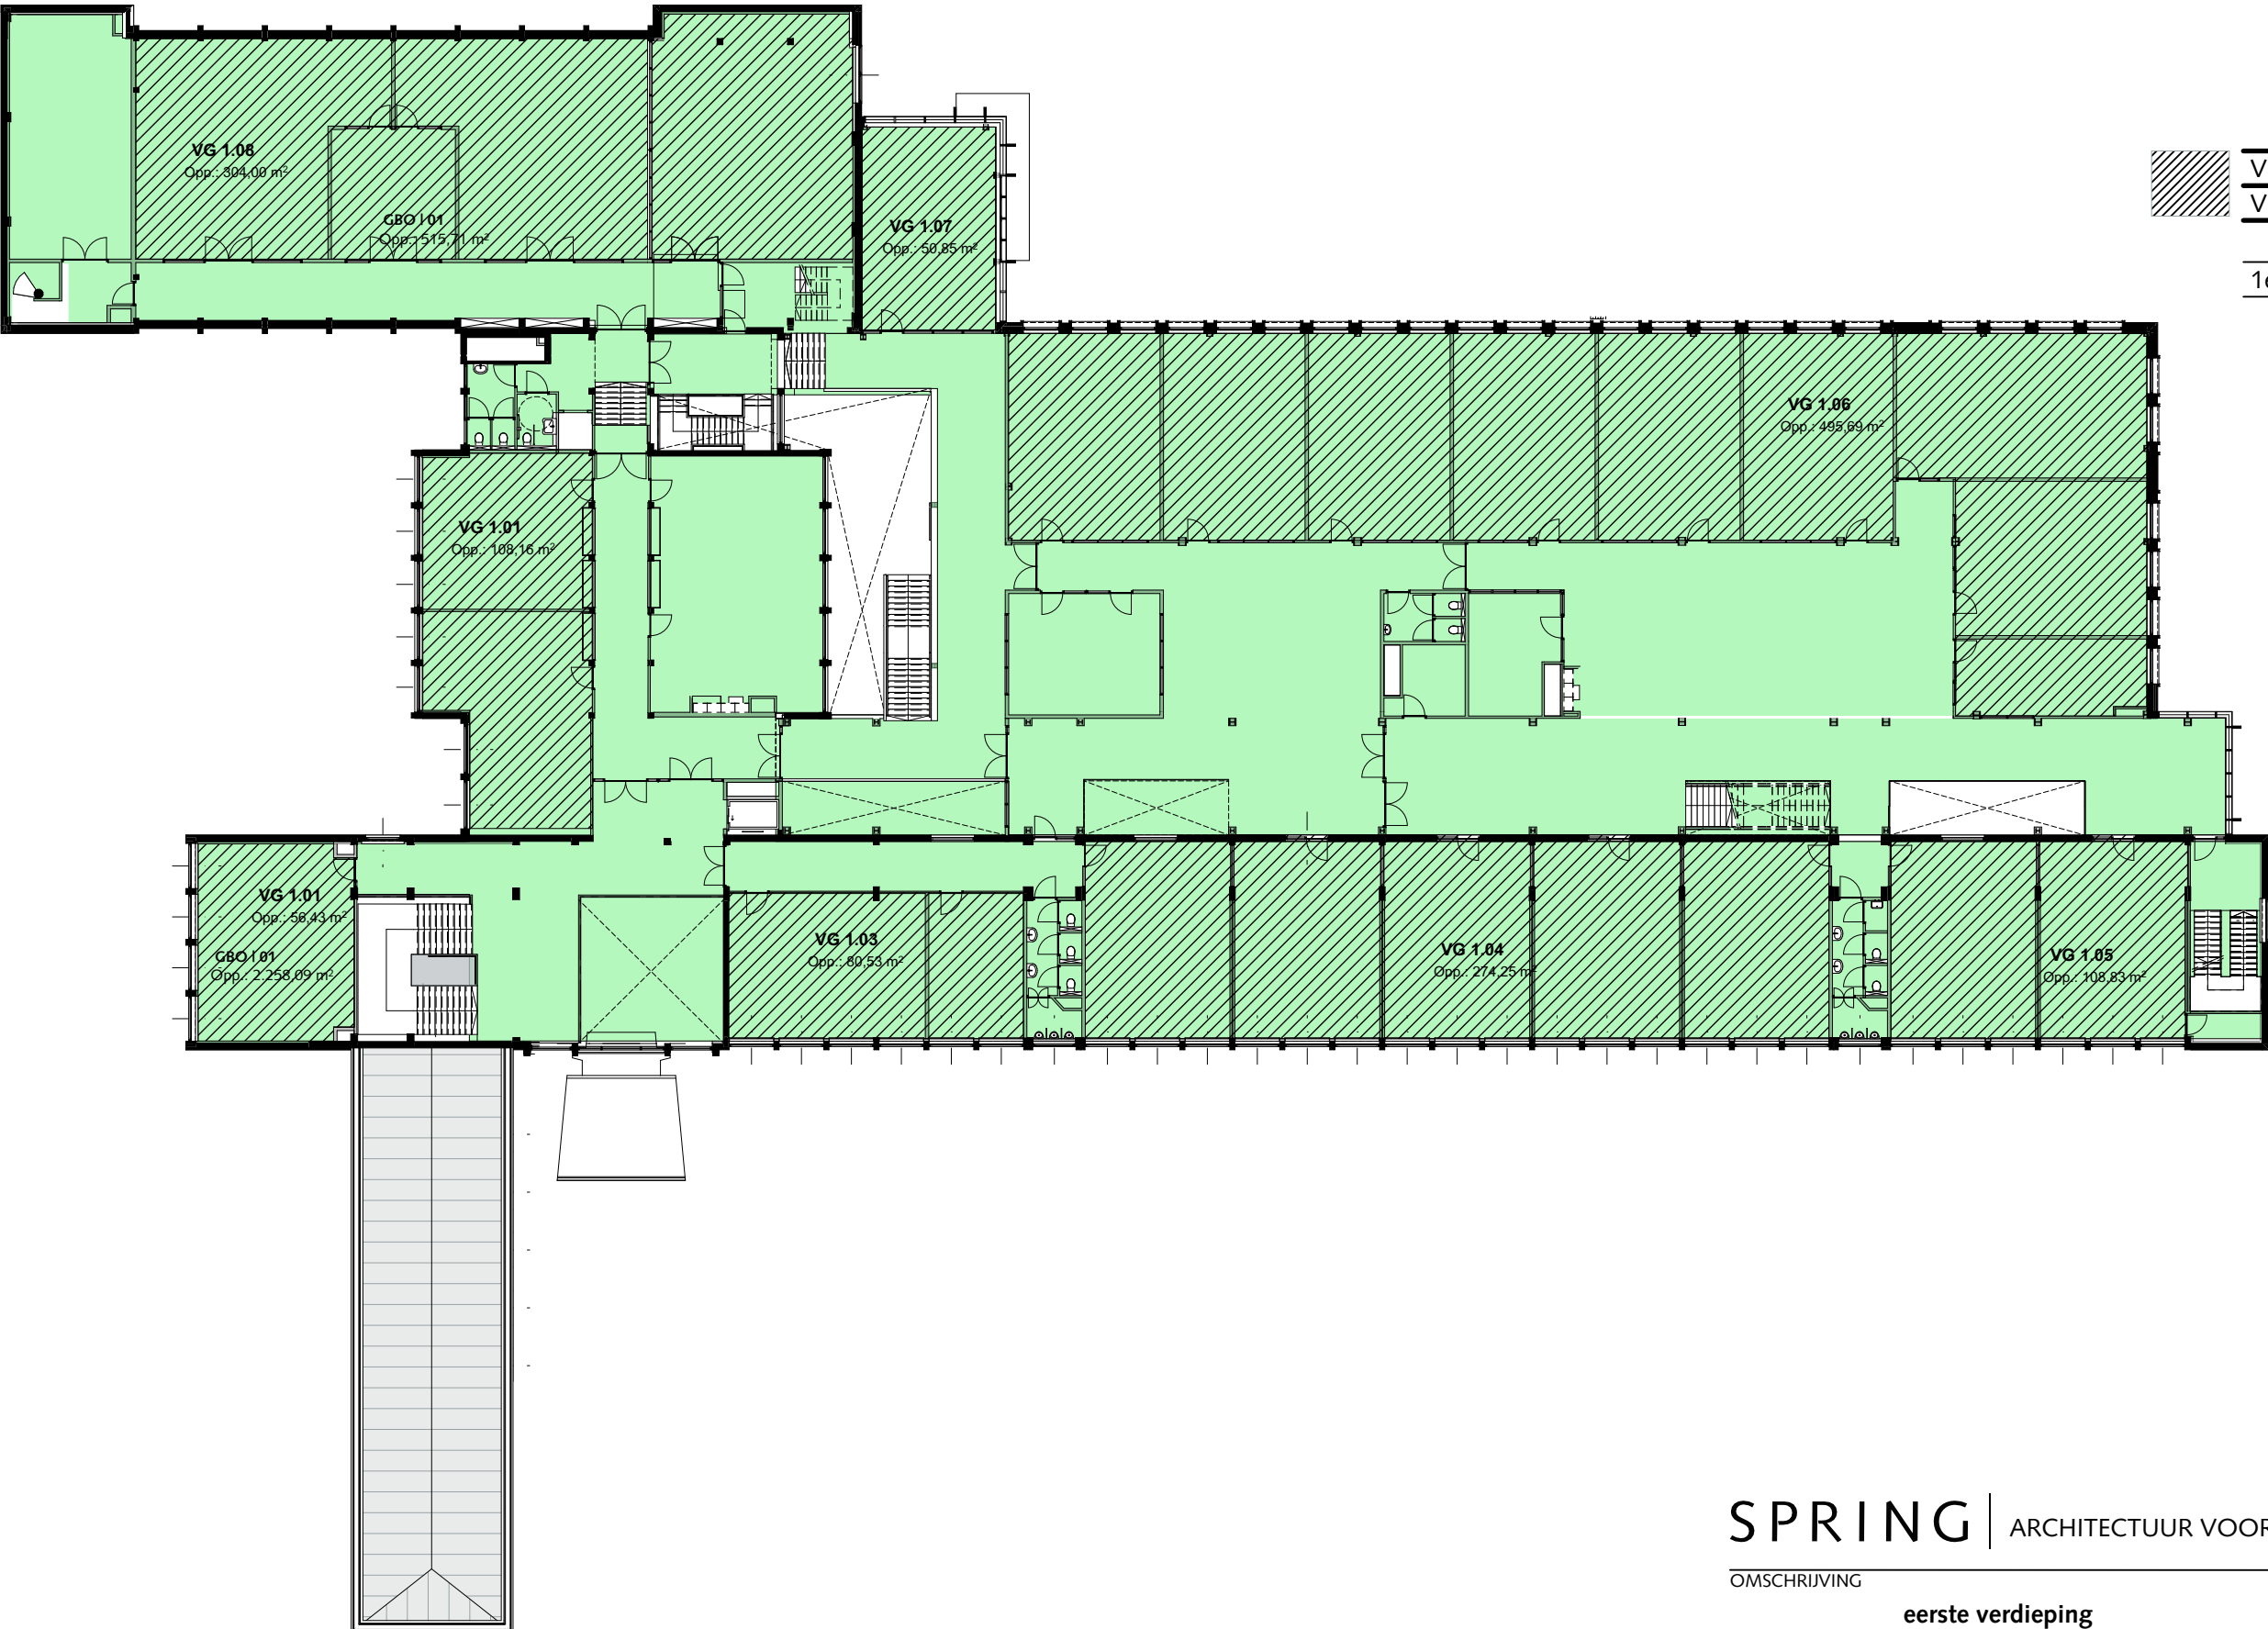 VG 1.08
Opp.: 304,00 m²
GBO I 01
Opp.: 515,71 m²
VG 1.07
Opp.: 50,85 m²
V
V
1e
VG 1.06
Opp.: 495,69 m²
VG 1.01
Opp.: 108,16 m²
VG 1.01
Opp.: 56,43 m²
GBO I 01
Opp.: 2.258,09 m²
VG 1.03
Opp.: 80,53 m²
VG 1.04
Opp.: 274,25 m²
VG 1.05
Opp.: 108,83 m²
SPRING ARCHITECTUUR VOOR
OMSCHRIJVING
eerste verdieping